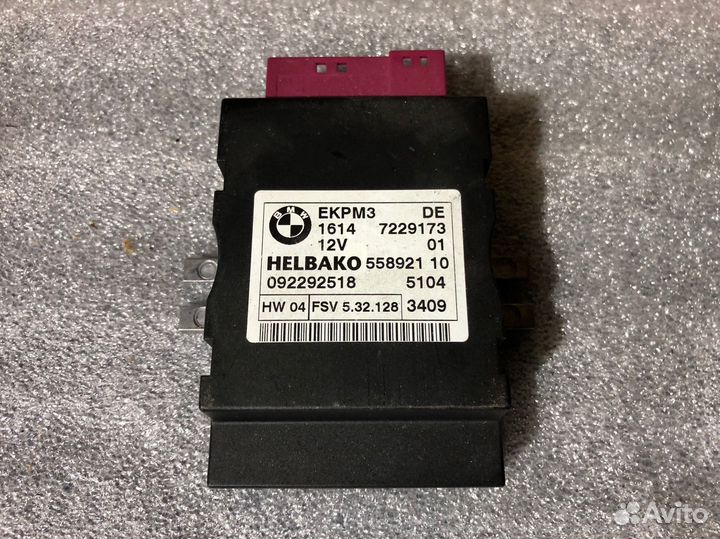 BMW
EKPM3 DE
1614 7229173
12V 01
HELBAKO 558921 10
092292518 5104
HW 04 FSV 5.32.128 3409
Avito